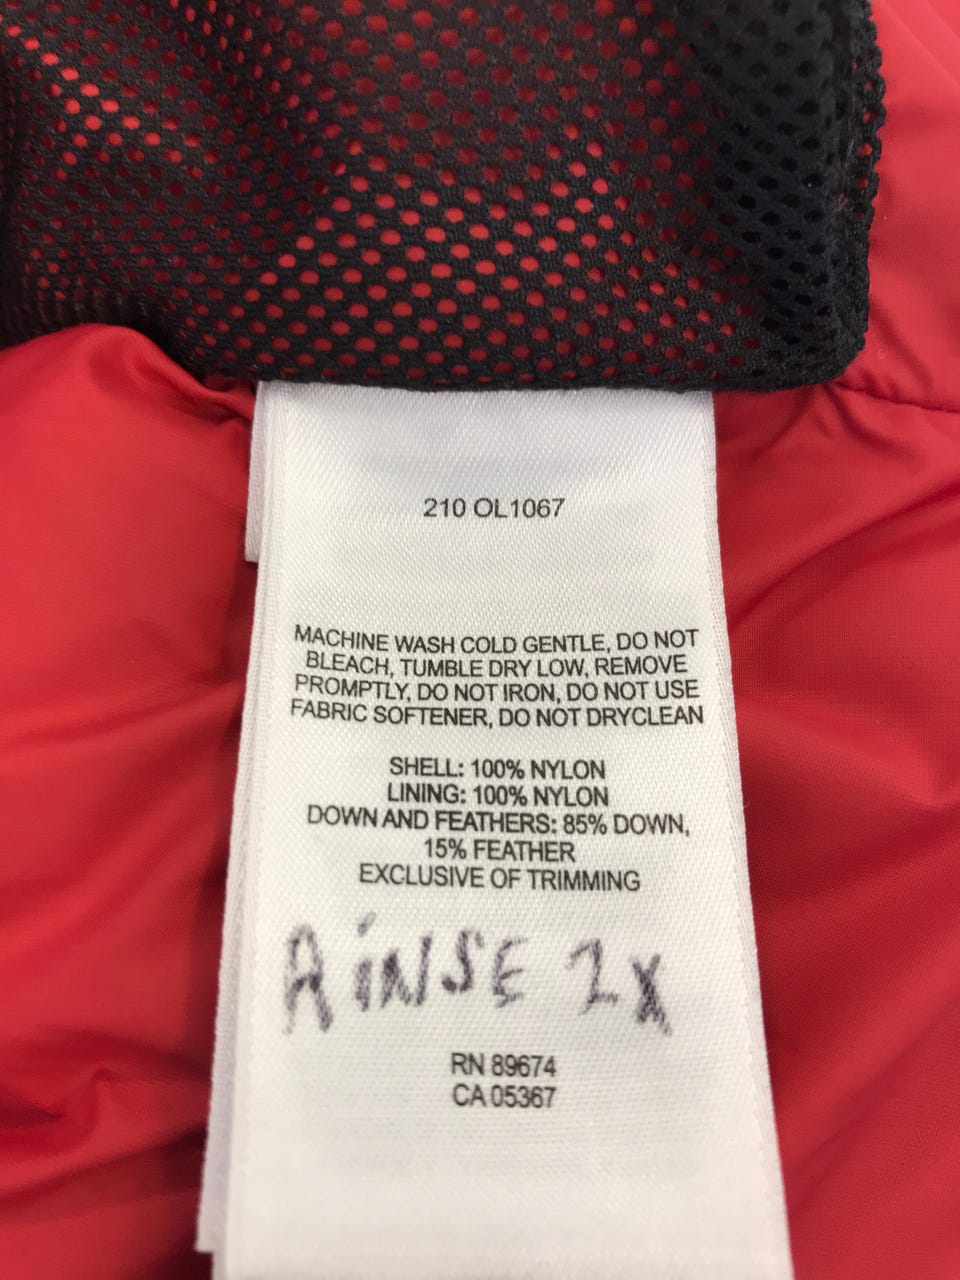 210 OL1067
MACHINE WASH COLD GENTLE, DO NOT
BLEACH, TUMBLE DRY LOW, REMOVE
PROMPTLY, DO NOT IRON, DO NOT USE
FABRIC SOFTENER, DO NOT DRYCLEAN
SHELL: 100% NYLON
LINING: 100% NYLON
DOWN AND FEATHERS: 85% DOWN,
15% FEATHER
EXCLUSIVE OF TRIMMING
RiNSE 2X
RN 89674
CA 05367